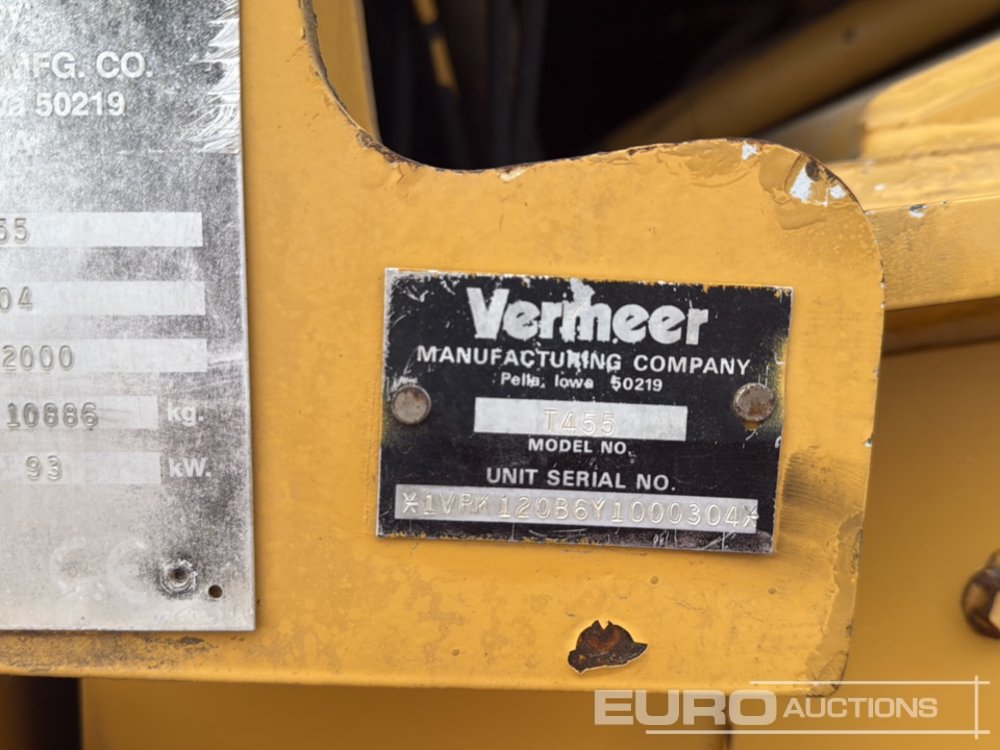 MFG. CO.
50219
55
04
2000
10886 kg.
93 kW.
CE
Vermeer
MANUFACTURING COMPANY
Pella, Iowa 50219
T455
MODEL NO.
UNIT SERIAL NO.
*1VRK120B6Y1000304*
EURO AUCTIONS